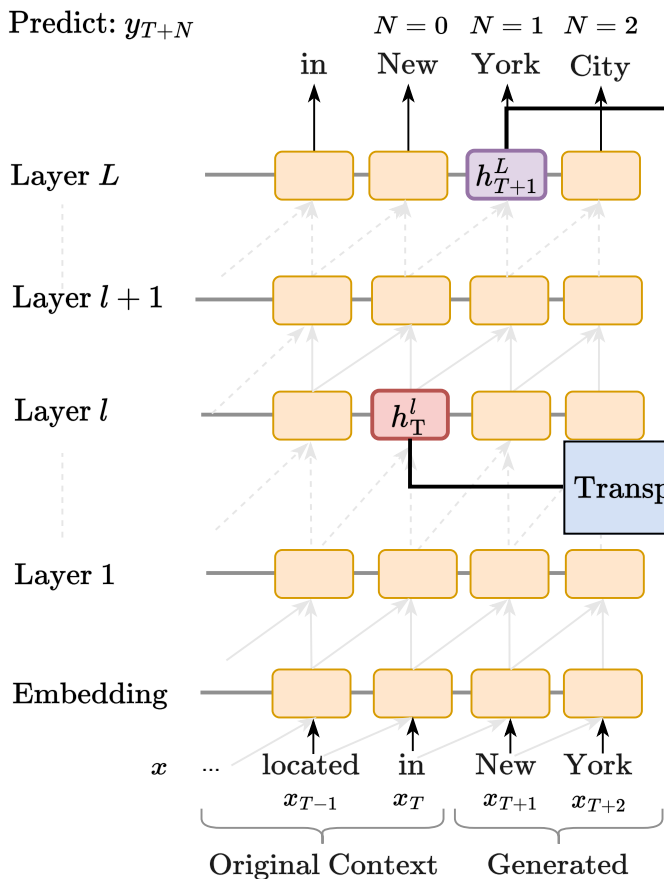 Predict: y_{T+N} N = 0 N = 1 N = 2
in New York City
Layer L h^L_{T+1}
Layer l + 1
Layer l h^l_T
Transp
Layer 1
Embedding
x ... located in New York
x_{T−1} x_T x_{T+1} x_{T+2}
Original Context Generated